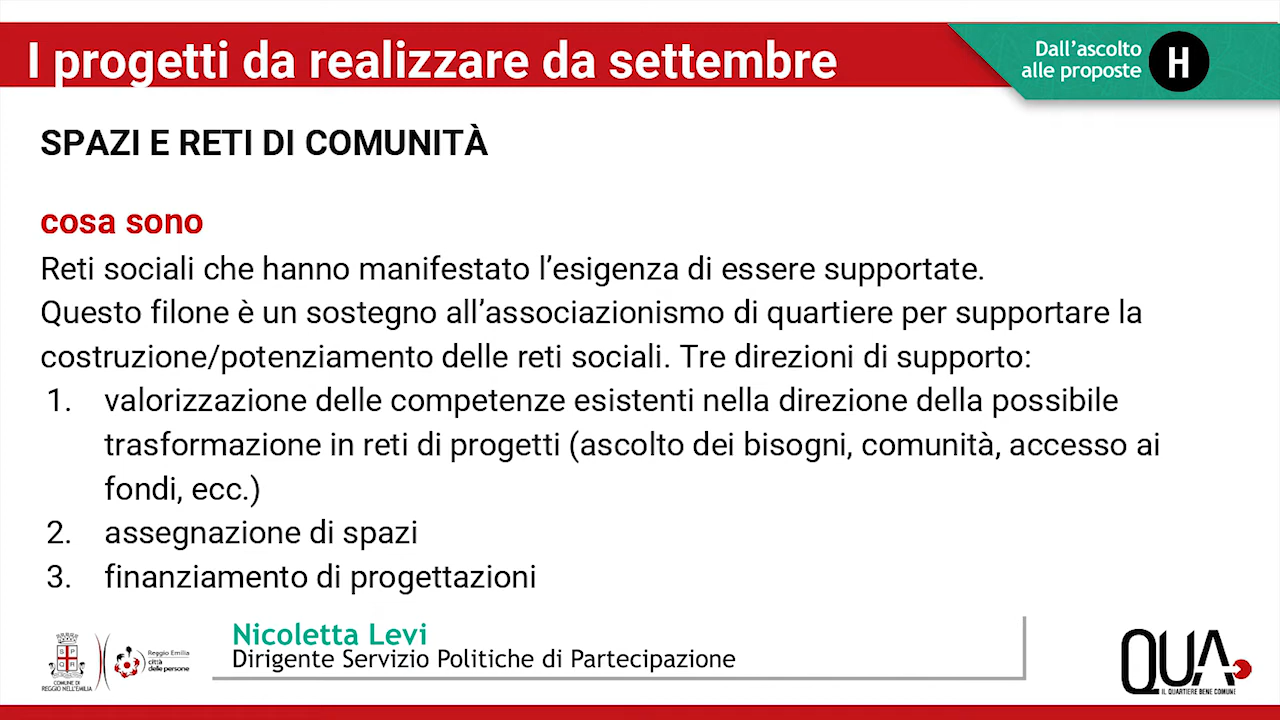 I progetti da realizzare da settembre
Dall'ascolto
alle proposte
H
SPAZI E RETI DI COMUNITÀ
cosa sono
Reti sociali che hanno manifestato l'esigenza di essere supportate.
Questo filone è un sostegno all'associazionismo di quartiere per supportare la
costruzione/potenziamento delle reti sociali. Tre direzioni di supporto:
1. valorizzazione delle competenze esistenti nella direzione della possibile
trasformazione in reti di progetti (ascolto dei bisogni, comunità, accesso ai
fondi, ecc.)
2. assegnazione di spazi
3. finanziamento di progettazioni
Nicoletta Levi
Dirigente Servizio Politiche di Partecipazione
COMUNE DI
REGGIO NELL'EMILIA
Reggio Emilia
città
delle persone
QUA
IL QUARTIERE BENE COMUNE